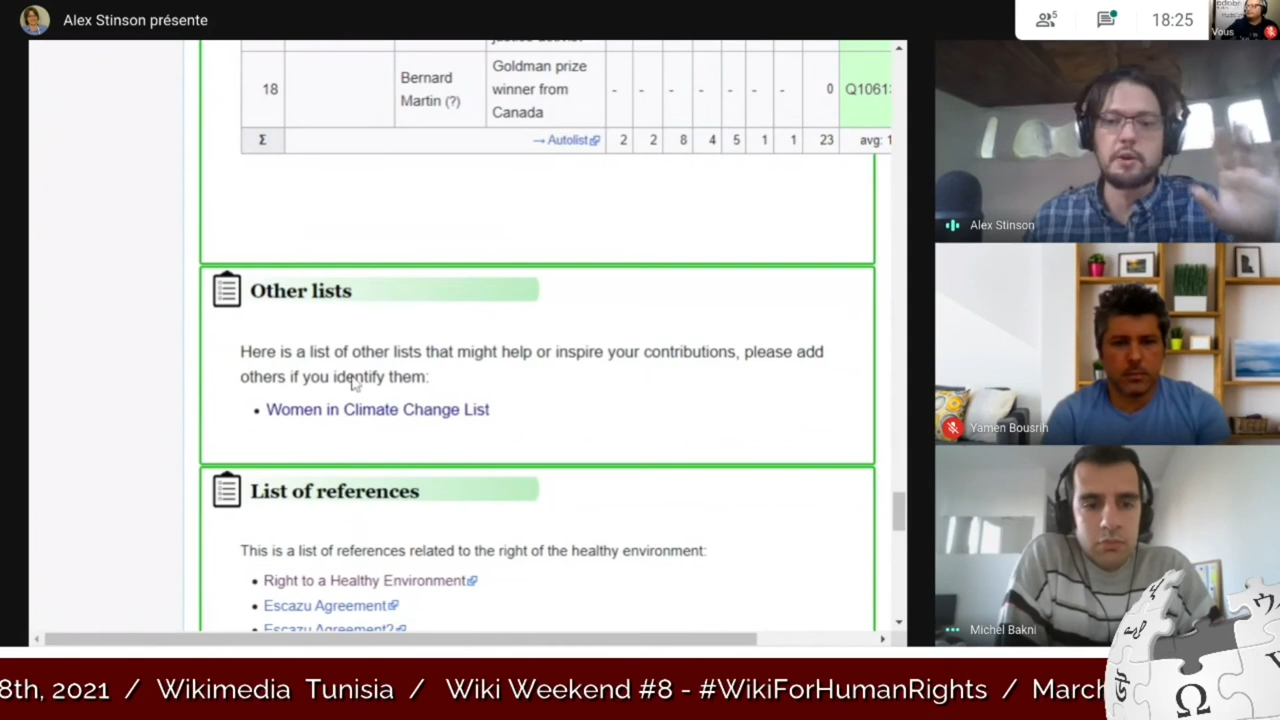 Alex Stinson présente
5
18:25
Vous
18
Bernard
Martin (?)
Goldman prize
winner from
Canada
- - - - - - - 0
Σ → Autolist 2 2 8 4 5 1 1 23 avg: 1
Other lists
Here is a list of other lists that might help or inspire your contributions, please add
others if you identify them:
• Women in Climate Change List
List of references
This is a list of references related to the right of the healthy environment:
• Right to a Healthy Environment
• Escazu Agreement
• Escazu Agreement2
Alex Stinson
Yamen Bousrih
Michel Bakni
8th, 2021 / Wikimedia Tunisia / Wiki Weekend #8 - #WikiForHumanRights / March
Ω